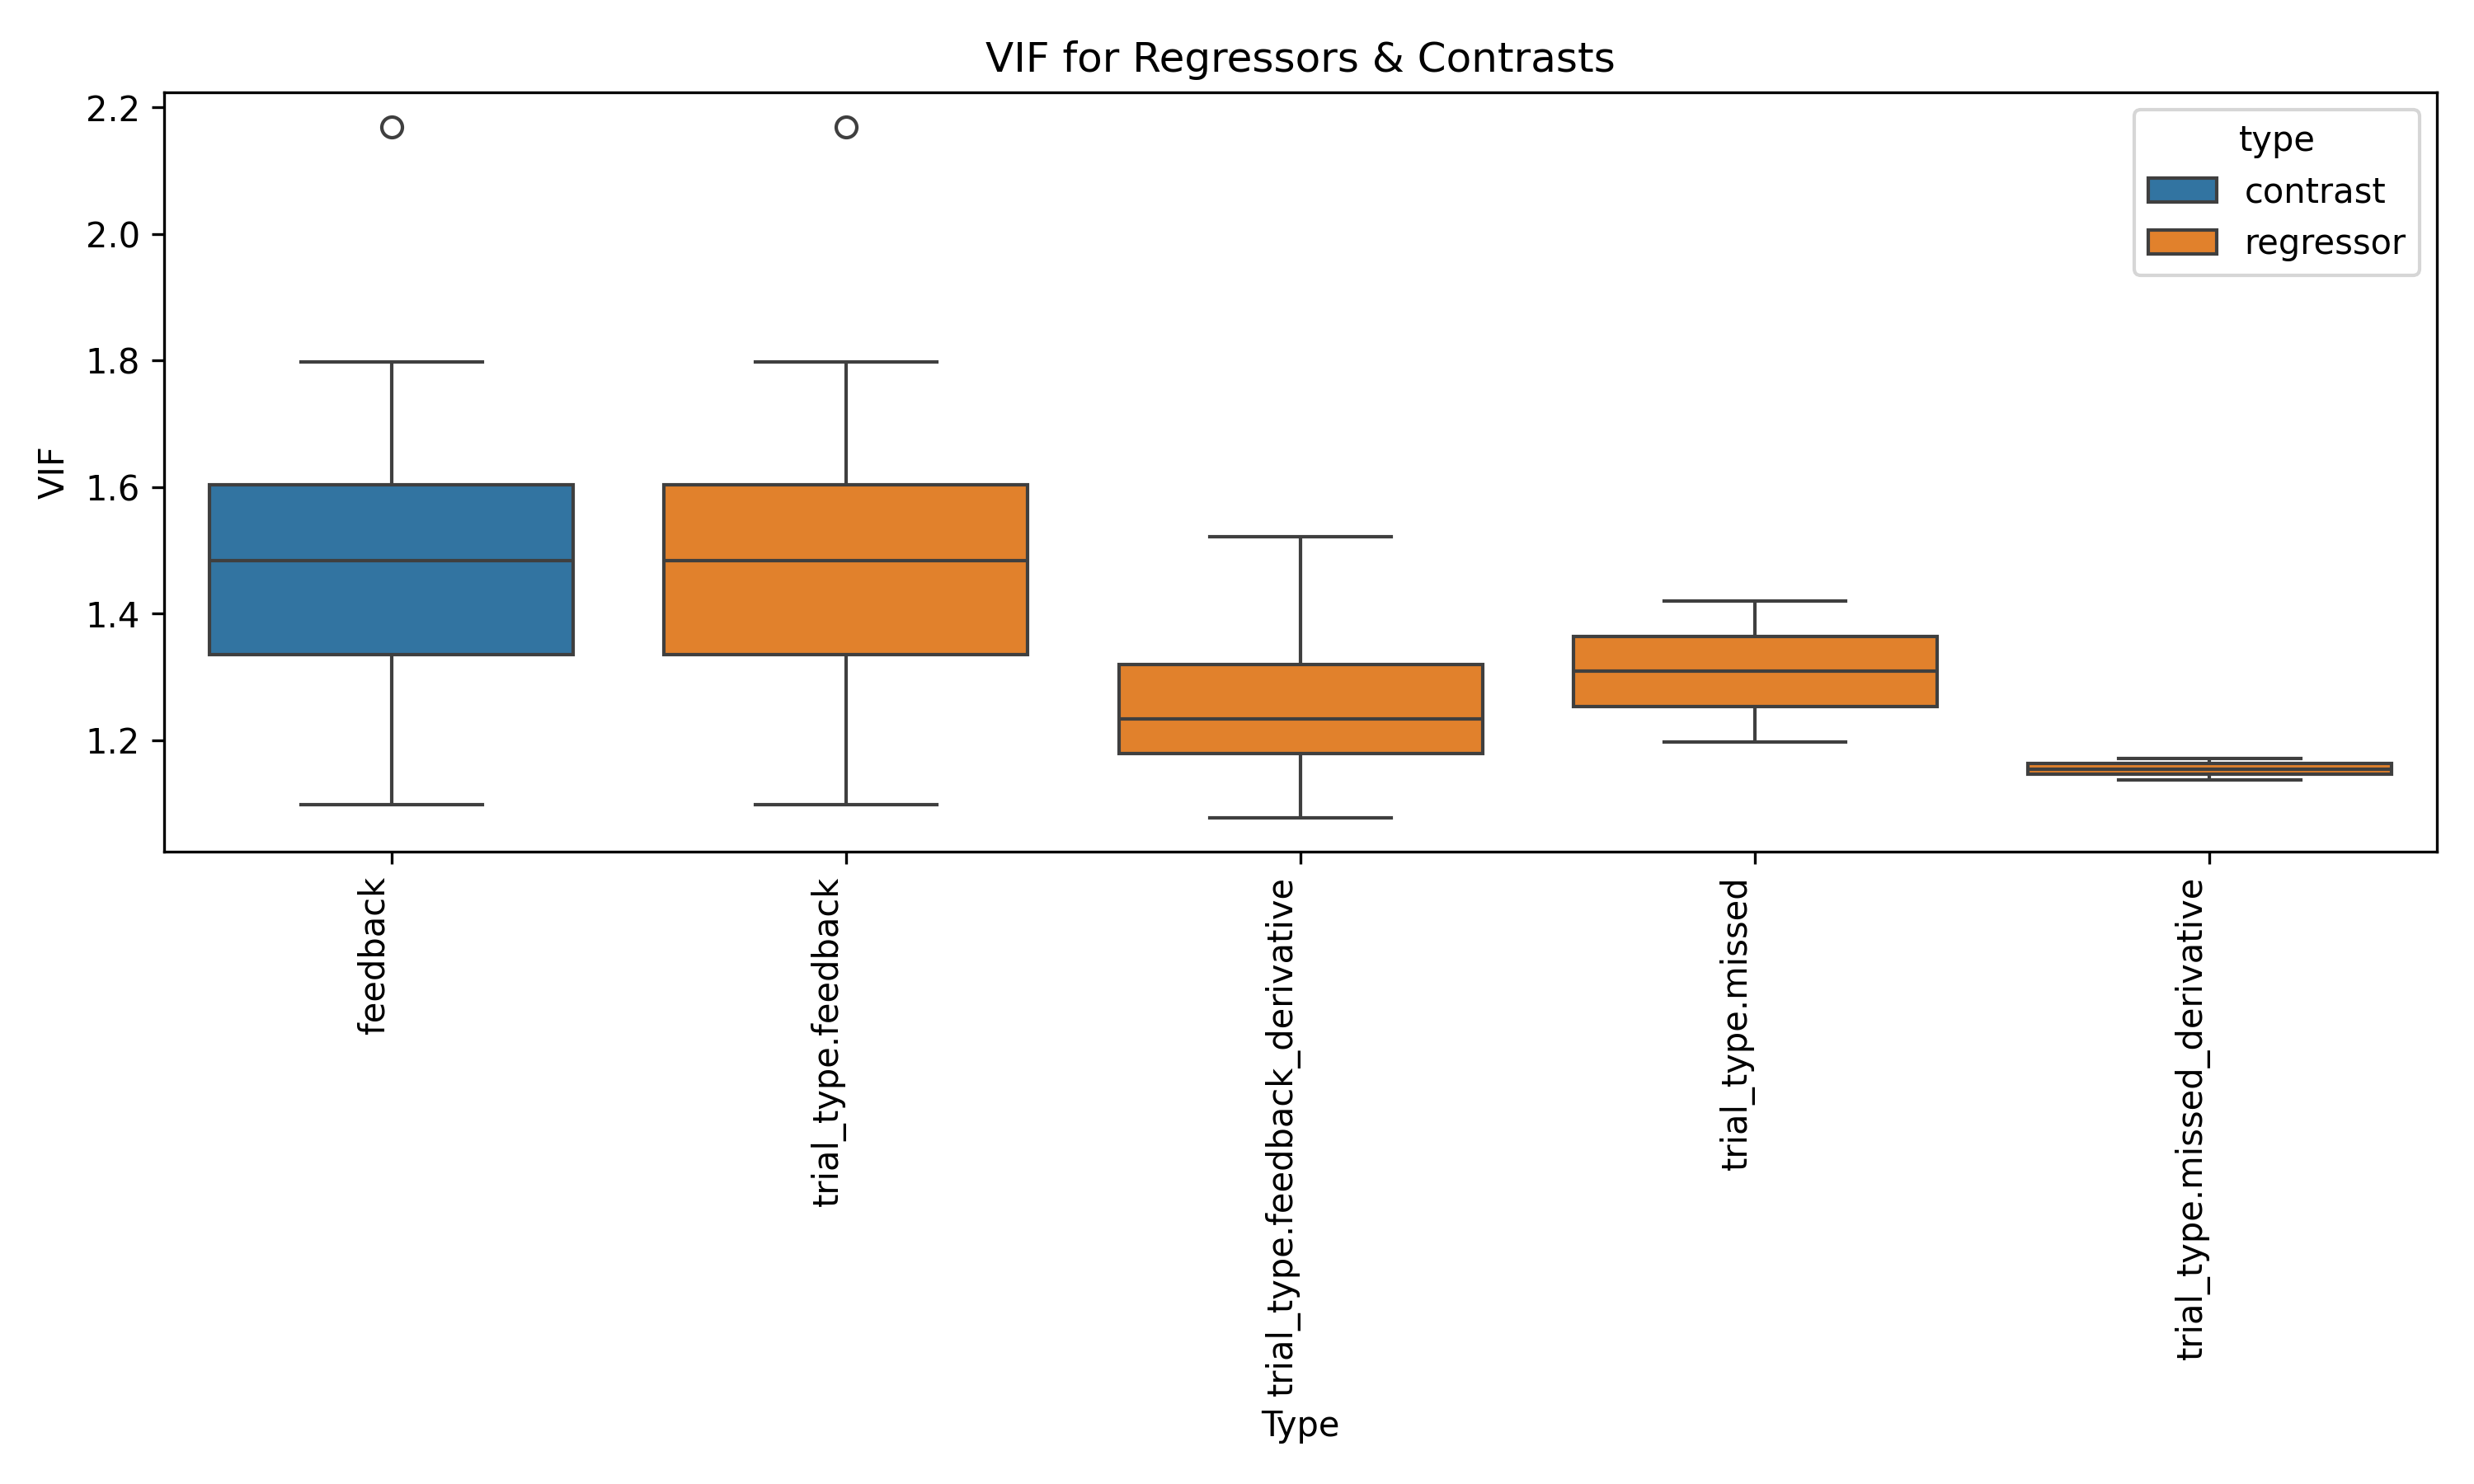 VIF for Regressors & Contrasts
type
contrast
regressor
VIF
2.2
2.0
1.8
1.6
1.4
1.2
feedback
trial_type.feedback
trial_type.feedback_derivative
trial_type.missed
trial_type.missed_derivative
Type